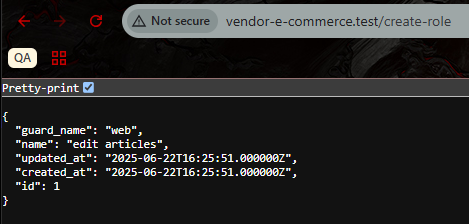 Not secure vendor-e-commerce.test/create-role
QA
Pretty-print
{
  "guard_name": "web",
  "name": "edit articles",
  "updated_at": "2025-06-22T16:25:51.000000Z",
  "created_at": "2025-06-22T16:25:51.000000Z",
  "id": 1
}